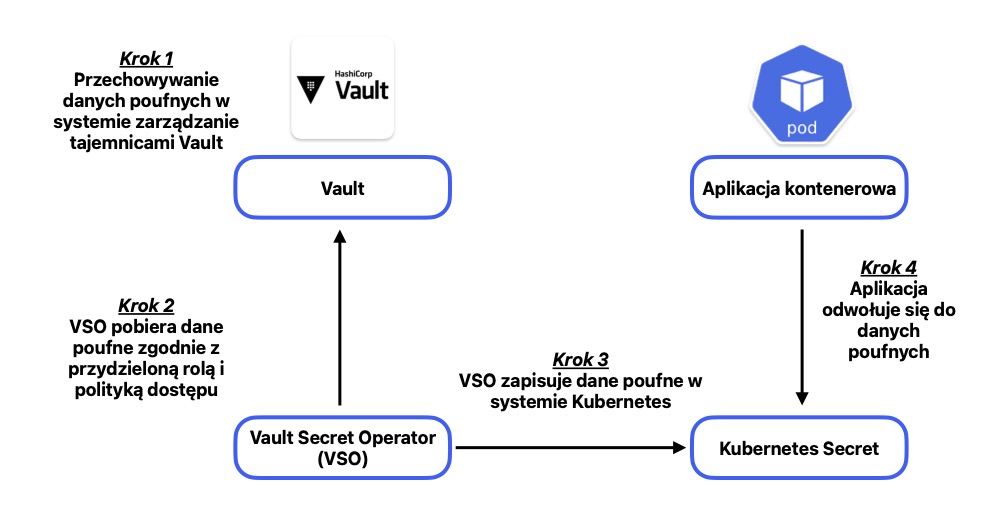 Krok 1
Przechowywanie
danych poufnych w
systemie zarządzanie
tajemnicami Vault
HashiCorp
Vault
pod
Vault
Aplikacja kontenerowa
Krok 2
VSO pobiera dane
poufne zgodnie z
przydzieloną rolą i
polityką dostępu
Krok 4
Aplikacja
odwołuje się do
danych
poufnych
Krok 3
VSO zapisuje dane poufne w
systemie Kubernetes
Vault Secret Operator
(VSO)
Kubernetes Secret